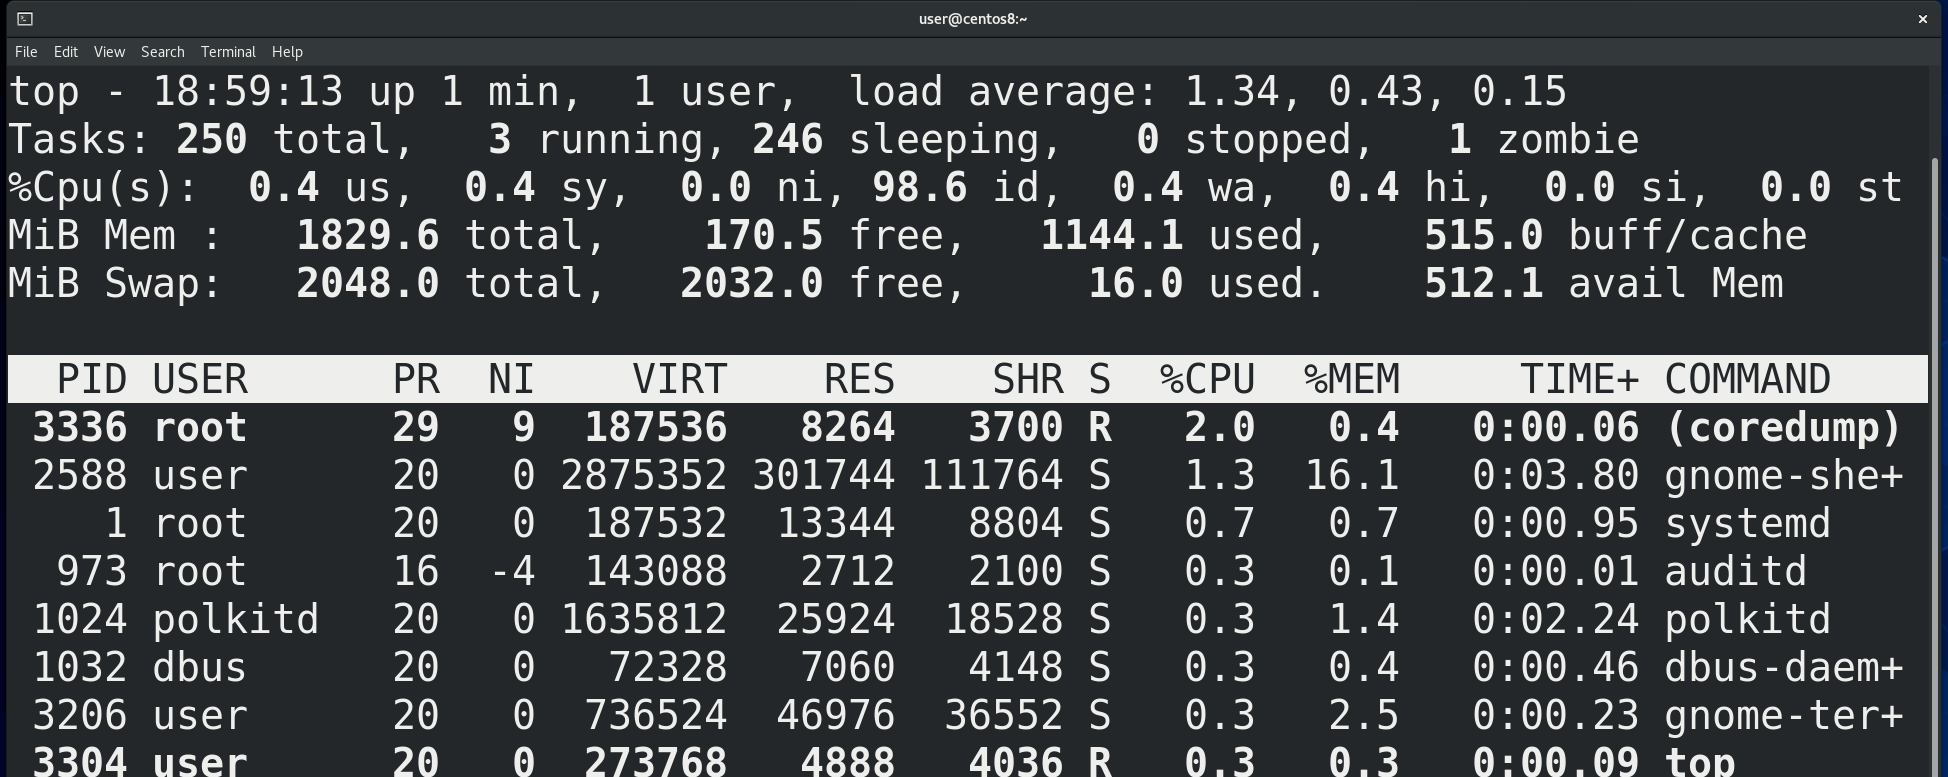 user@centos8:~
File Edit View Search Terminal Help
top - 18:59:13 up 1 min,  1 user,  load average: 1.34, 0.43, 0.15
Tasks: 250 total,   3 running, 246 sleeping,   0 stopped,   1 zombie
%Cpu(s):  0.4 us,  0.4 sy,  0.0 ni, 98.6 id,  0.4 wa,  0.4 hi,  0.0 si,  0.0 st
MiB Mem :   1829.6 total,    170.5 free,   1144.1 used,    515.0 buff/cache
MiB Swap:   2048.0 total,   2032.0 free,     16.0 used.    512.1 avail Mem
PID USER      PR  NI    VIRT    RES    SHR S  %CPU  %MEM     TIME+ COMMAND
3336 root      29   9  187536   8264   3700 R   2.0   0.4   0:00.06 (coredump)
2588 user      20   0 2875352 301744 111764 S   1.3  16.1   0:03.80 gnome-she+
1 root      20   0  187532  13344   8804 S   0.7   0.7   0:00.95 systemd
973 root      16  -4  143088   2712   2100 S   0.3   0.1   0:00.01 auditd
1024 polkitd   20   0 1635812  25924  18528 S   0.3   1.4   0:02.24 polkitd
1032 dbus      20   0   72328   7060   4148 S   0.3   0.4   0:00.46 dbus-daem+
3206 user      20   0  736524  46976  36552 S   0.3   2.5   0:00.23 gnome-ter+
3304 user      20   0  273768   4888   4036 R   0.3   0.3   0:00.09 top